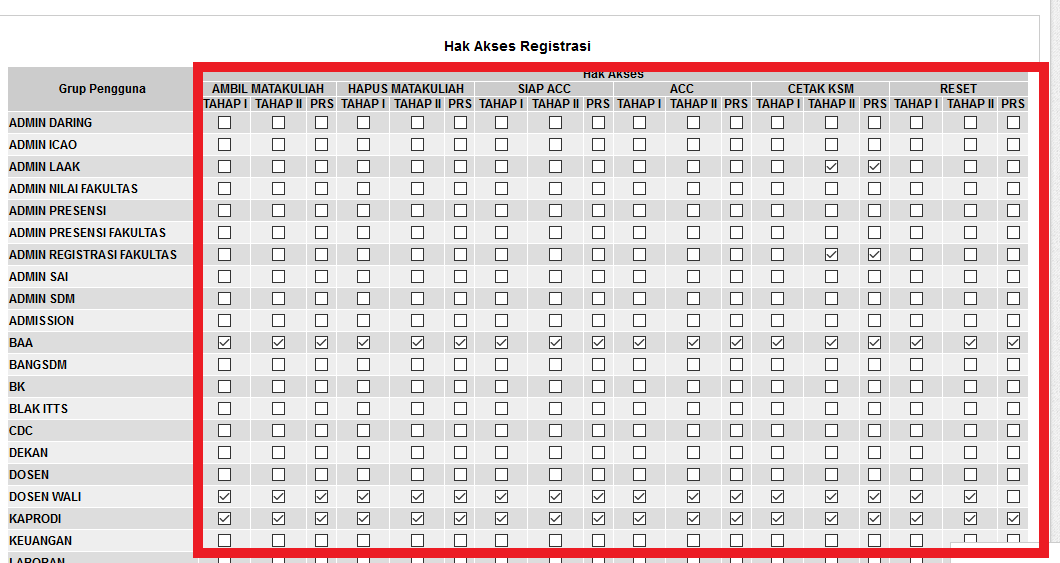 Hak Akses Registrasi
Grup Pengguna
Hak Akses
AMBIL MATAKULIAH HAPUS MATAKULIAH SIAP ACC ACC CETAK KSM RESET
TAHAP I TAHAP II PRS TAHAP I TAHAP II PRS TAHAP I TAHAP II PRS TAHAP I TAHAP II PRS TAHAP I TAHAP II PRS TAHAP I TAHAP II PRS
ADMIN DARING
ADMIN ICAO
ADMIN LAAK
ADMIN NILAI FAKULTAS
ADMIN PRESENSI
ADMIN PRESENSI FAKULTAS
ADMIN REGISTRASI FAKULTAS
ADMIN SAI
ADMIN SDM
ADMISSION
BAA
BANGSDM
BK
BLAK ITTS
CDC
DEKAN
DOSEN
DOSEN WALI
KAPRODI
KEUANGAN
LAPORAN